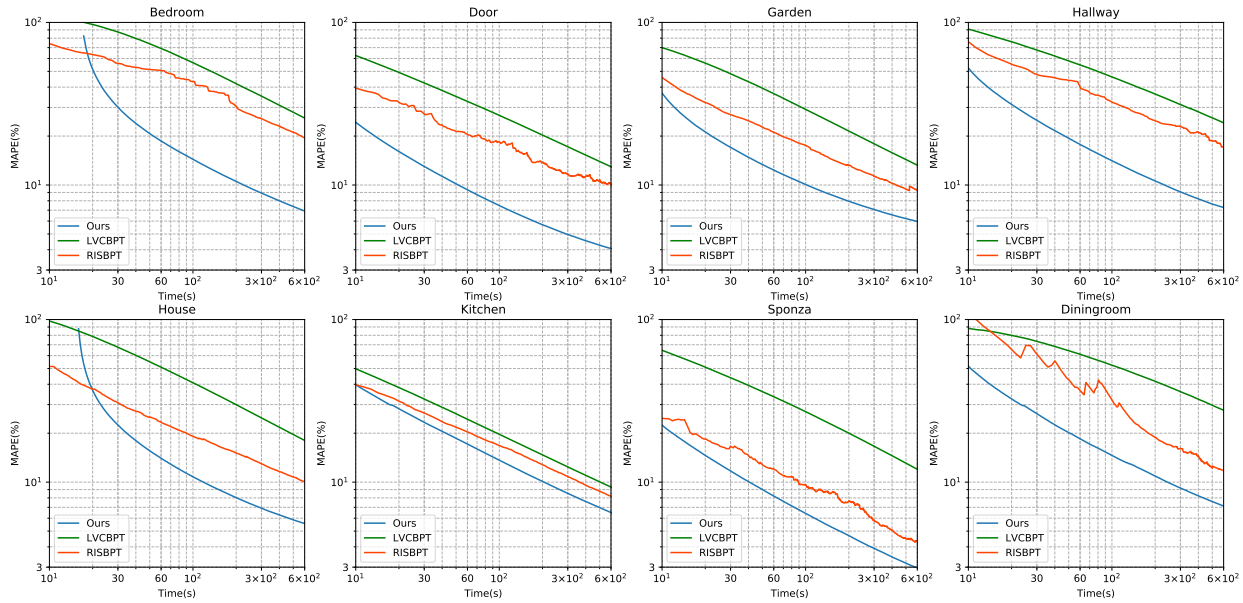 Bedroom
10²
10¹
3
MAPE(%)
Ours
LVCBPT
RISBPT
10¹ 30 60 10² 3×10² 6×10²
Time(s)
Door
10²
10¹
3
MAPE(%)
Ours
LVCBPT
RISBPT
10¹ 30 60 10² 3×10² 6×10²
Time(s)
Garden
10²
10¹
3
MAPE(%)
Ours
LVCBPT
RISBPT
10¹ 30 60 10² 3×10² 6×10²
Time(s)
Hallway
10²
10¹
3
MAPE(%)
Ours
LVCBPT
RISBPT
10¹ 30 60 10² 3×10² 6×10²
Time(s)
House
10²
10¹
3
MAPE(%)
Ours
LVCBPT
RISBPT
10¹ 30 60 10² 3×10² 6×10²
Time(s)
Kitchen
10²
10¹
3
MAPE(%)
Ours
LVCBPT
RISBPT
10¹ 30 60 10² 3×10² 6×10²
Time(s)
Sponza
10²
10¹
3
MAPE(%)
Ours
LVCBPT
RISBPT
10¹ 30 60 10² 3×10² 6×10²
Time(s)
Diningroom
10²
10¹
3
MAPE(%)
Ours
LVCBPT
RISBPT
10¹ 30 60 10² 3×10² 6×10²
Time(s)